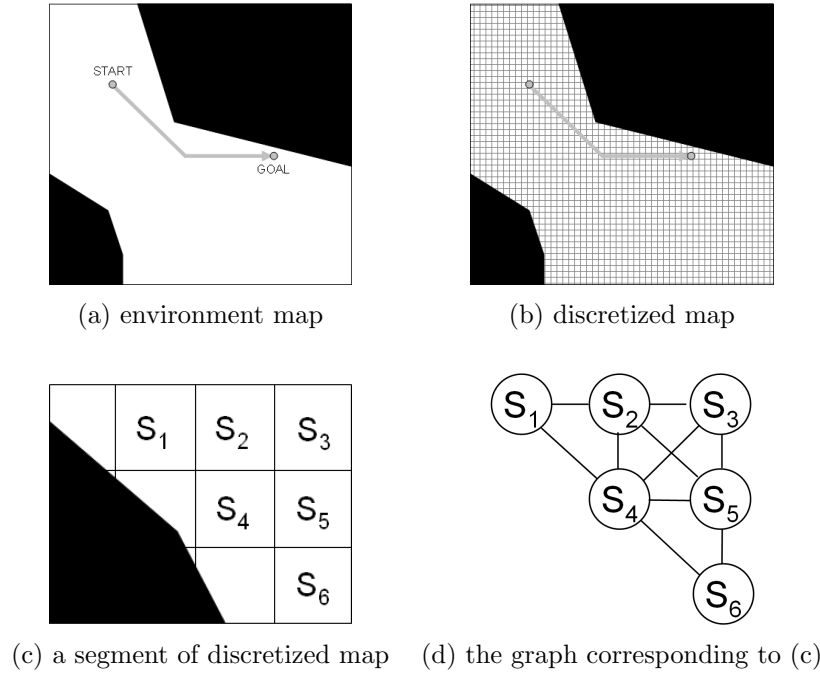 START
GOAL
(a) environment map
(b) discretized map
S1 S2 S3
S4 S5
S6
S1 S2 S3
S4 S5
S6
(c) a segment of discretized map
(d) the graph corresponding to (c)